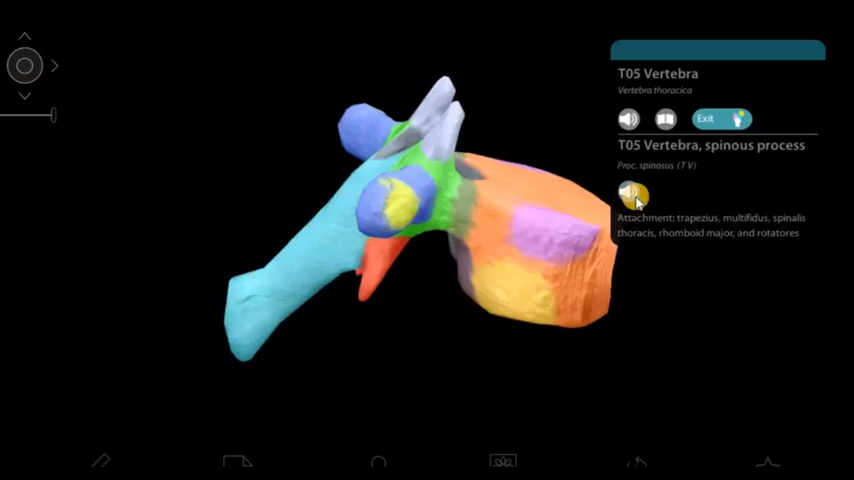 T05 Vertebra
Vertebra thoracica
Exit
T05 Vertebra, spinous process
Proc. spinosus (T V)
Attachment: trapezius, multifidus, spinalis
thoracis, rhomboid major, and rotatores